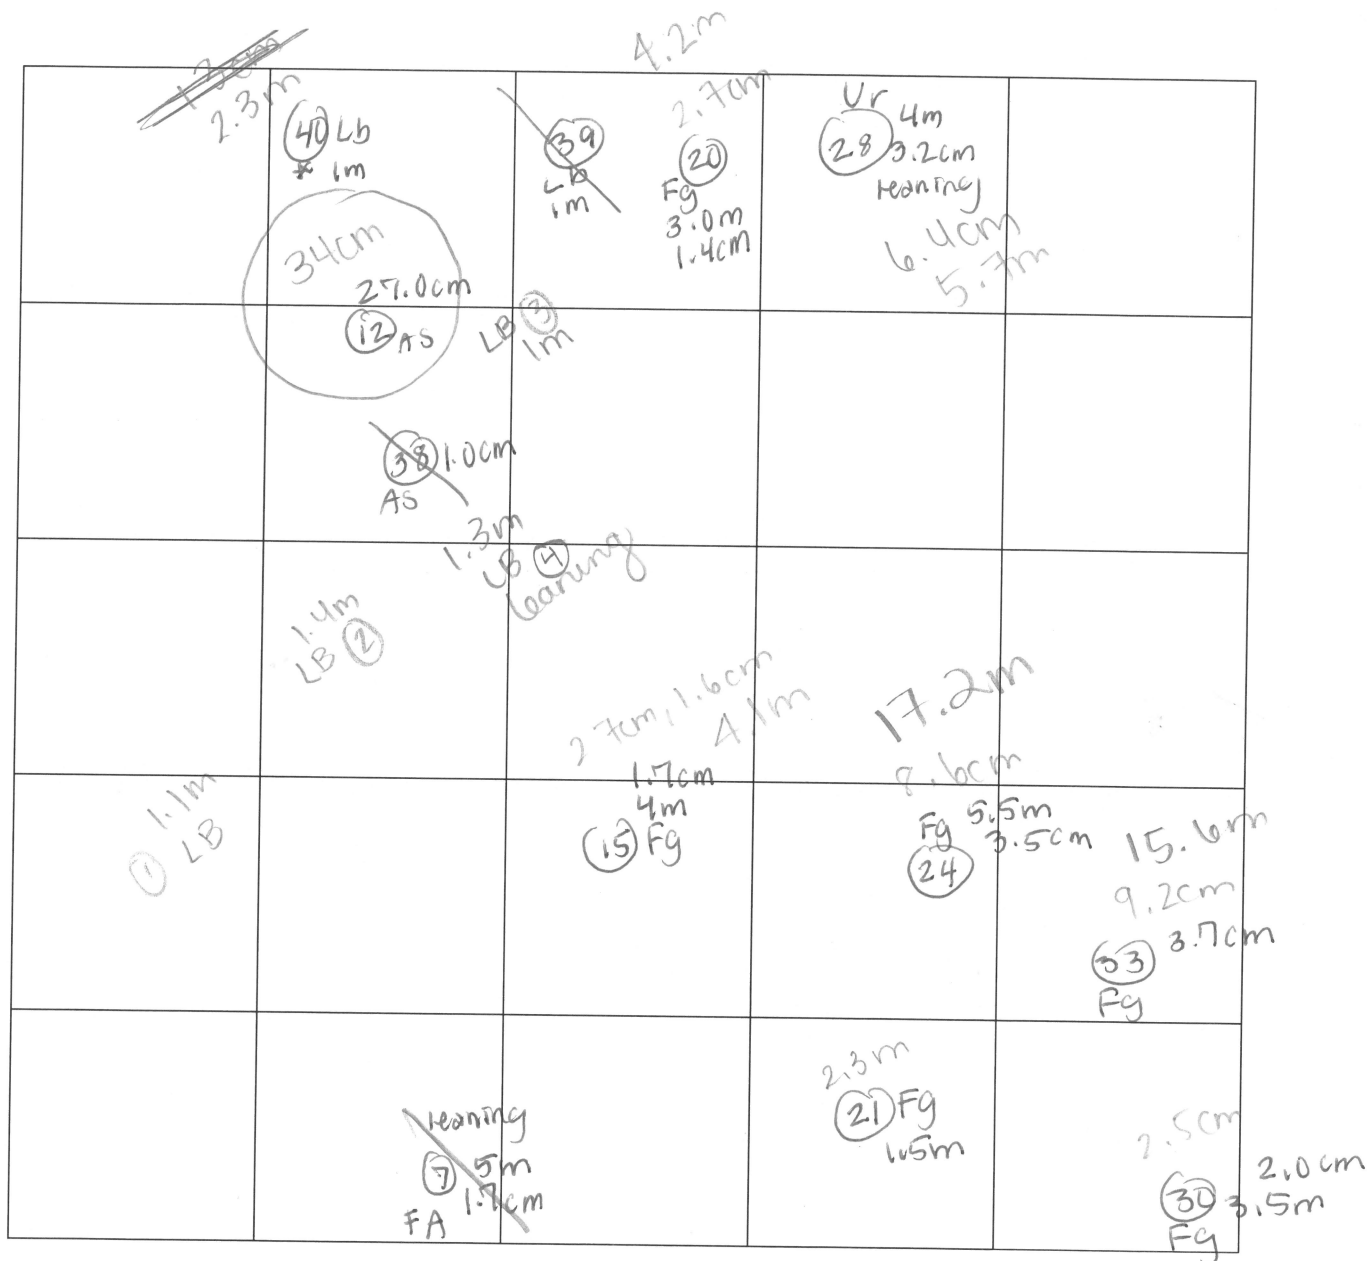 4.2m
2.3m
2.7cm
40 Lb
* 1m
39
Lb
1m
20
Fg
3.0m
1.4cm
Ur
28 4m
3.2cm
leaning
6.4cm
5.7m
34cm
27.0cm
12 AS
LB 3
1m
38 1.0cm
AS
1.3m
LB 4
leaning
1.4m
LB 2
2.7cm, 1.6cm
4.1m
1.7cm
4m
15 Fg
17.2m
8.6cm
Fg 5.5m
3.5cm
24
1.1m
1 LB
15.6m
9.2cm
33 3.7cm
Fg
leaning
7 5m
1.7cm
FA
2.3m
21 Fg
1.5m
2.5cm
2.0cm
30 3.5m
Fg